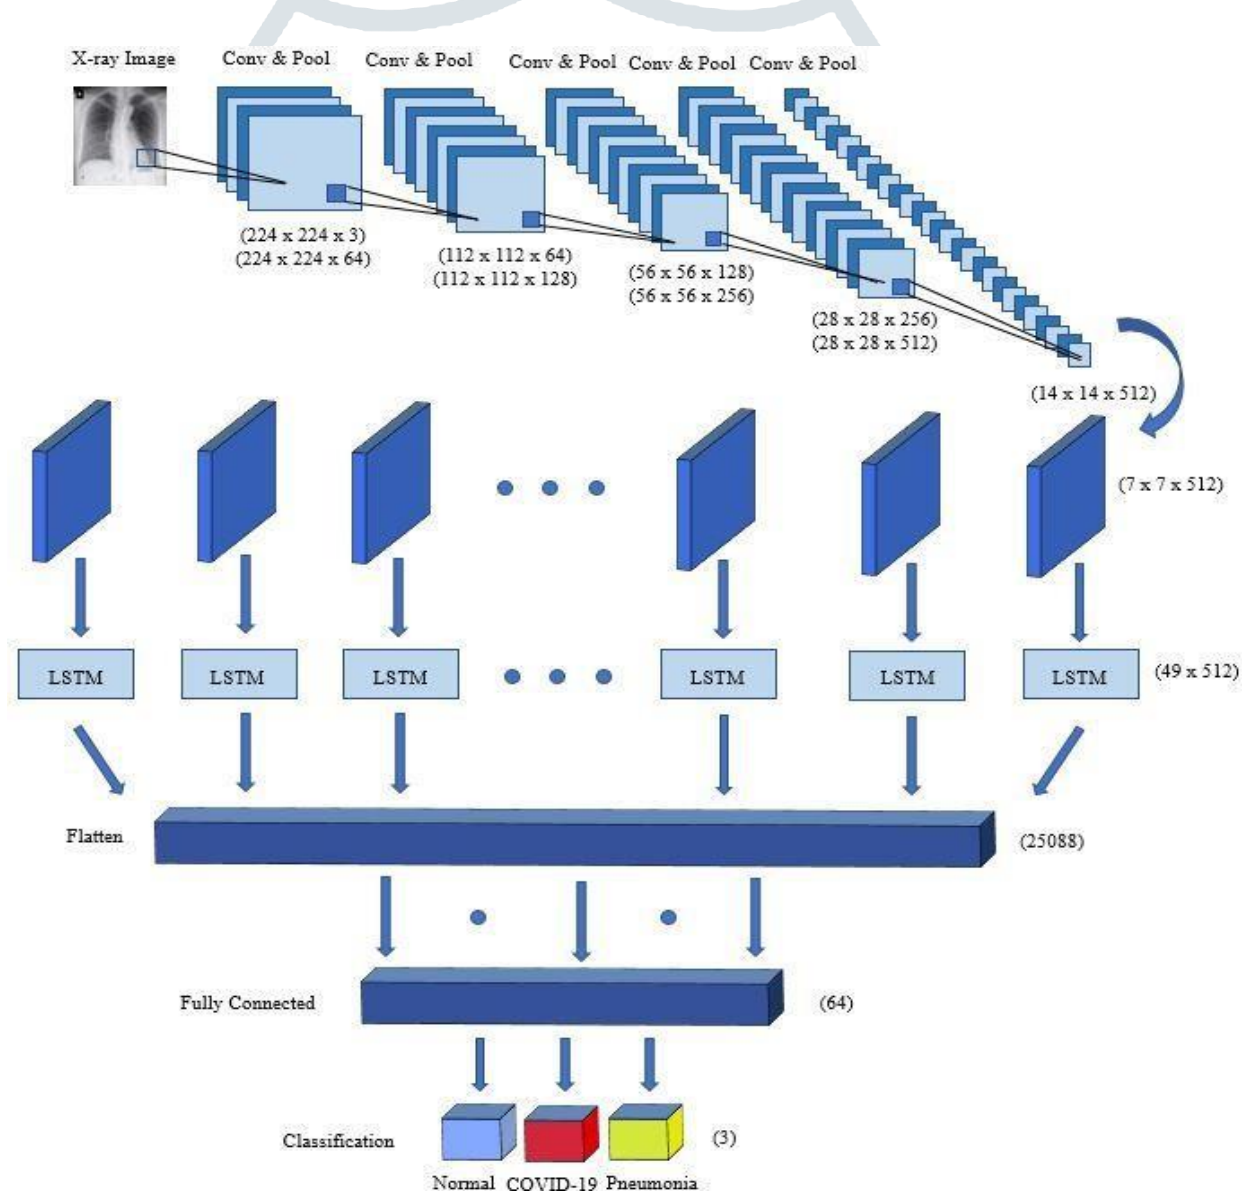 X-ray Image
Conv & Pool
Conv & Pool
Conv & Pool
Conv & Pool
Conv & Pool
(224 x 224 x 3)
(224 x 224 x 64)
(112 x 112 x 64)
(112 x 112 x 128)
(56 x 56 x 128)
(56 x 56 x 256)
(28 x 28 x 256)
(28 x 28 x 512)
(14 x 14 x 512)
(7 x 7 x 512)
LSTM
LSTM
LSTM
LSTM
LSTM
LSTM
(49 x 512)
Flatten
(25088)
Fully Connected
(64)
Classification
(3)
Normal
COVID-19
Pneumonia